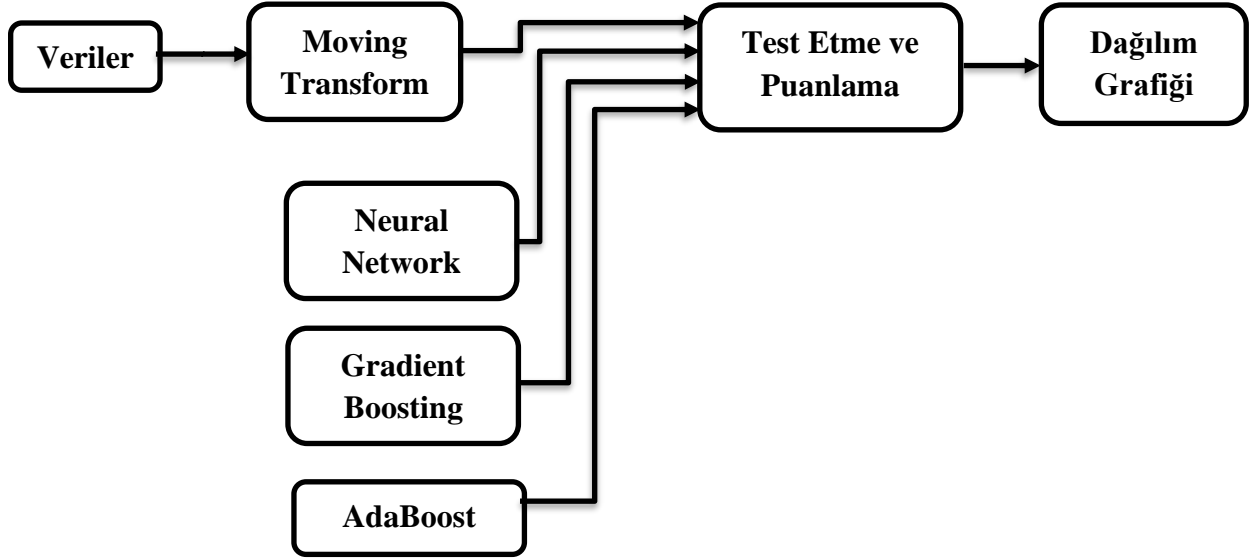 Veriler
Moving
Transform
Test Etme ve
Puanlama
Dağılım
Grafiği
Neural
Network
Gradient
Boosting
AdaBoost